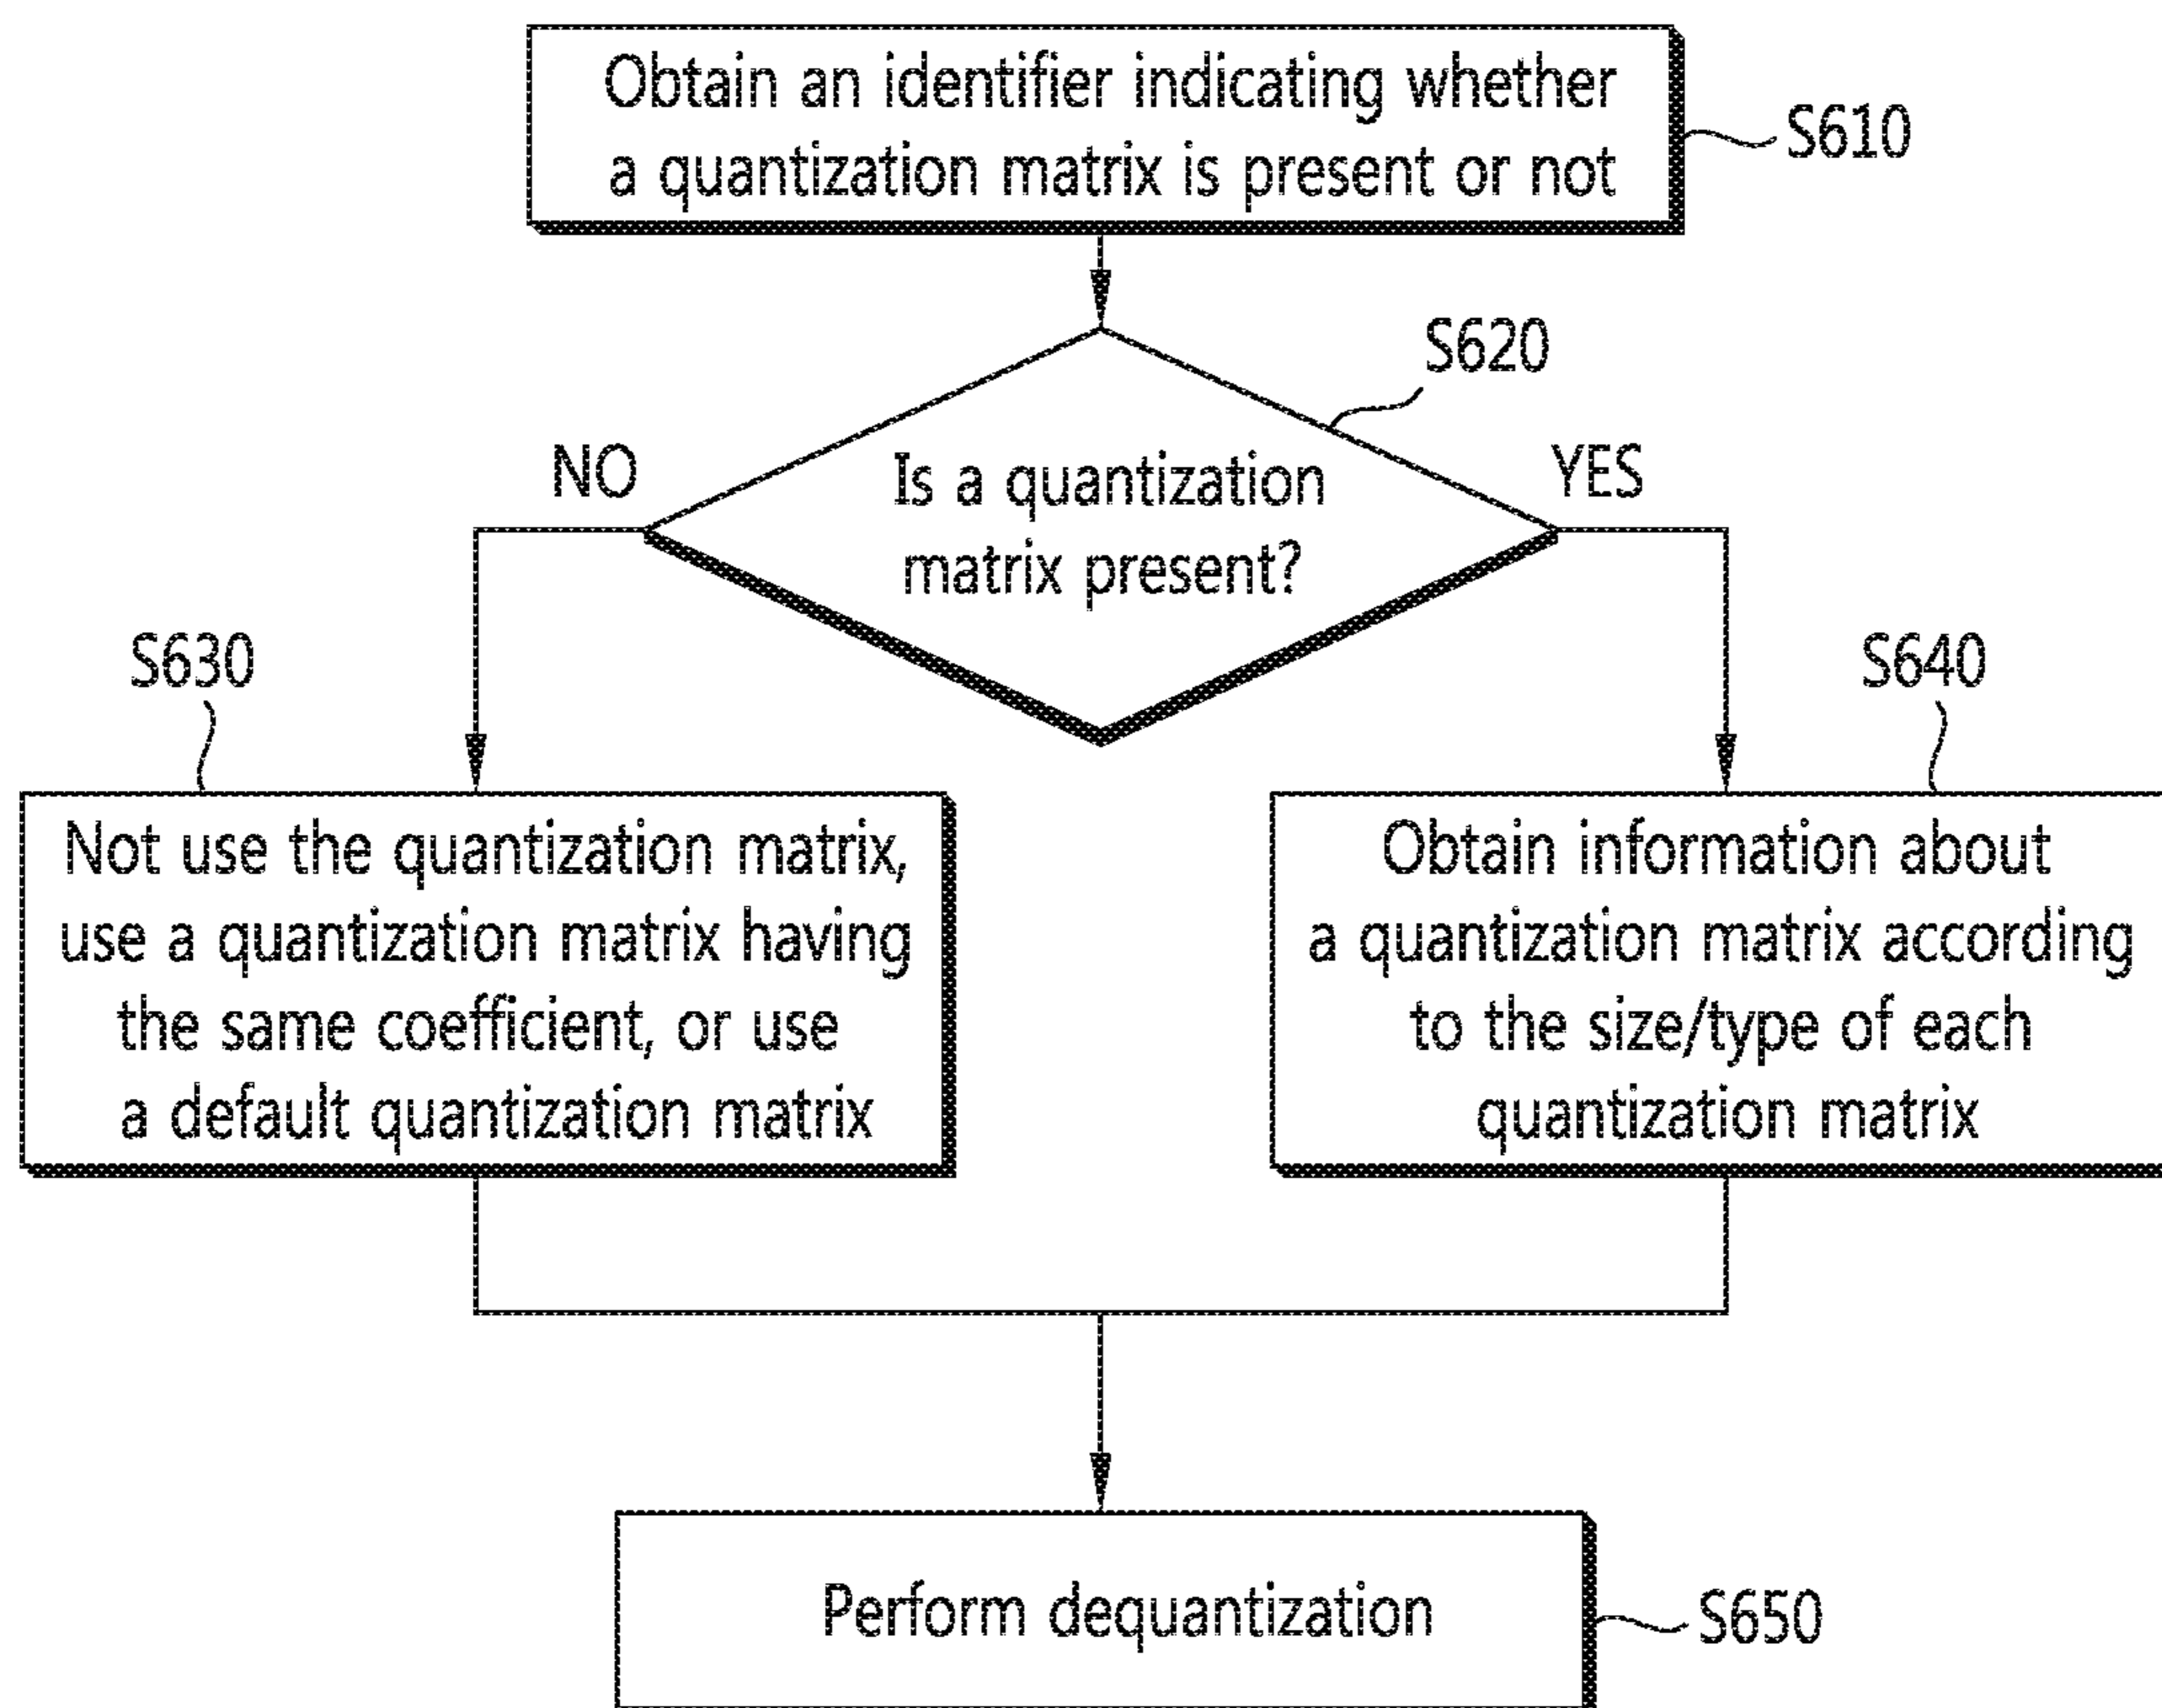 Obtain an identifier indicating whether
a quantization matrix is present or not
S610
S620
NO
YES
Is a quantization
matrix present?
S630
S640
Not use the quantization matrix,
use a quantization matrix having
the same coefficient, or use
a default quantization matrix
Obtain information about
a quantization matrix according
to the size/type of each
quantization matrix
Perform dequantization
S650